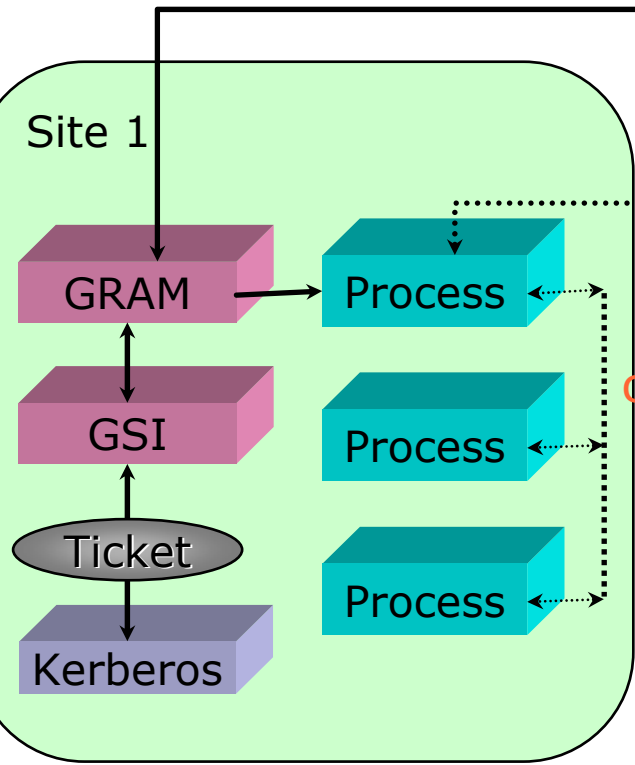 Site 1
GRAM
Process
GSI
Process
Ticket
Process
Kerberos